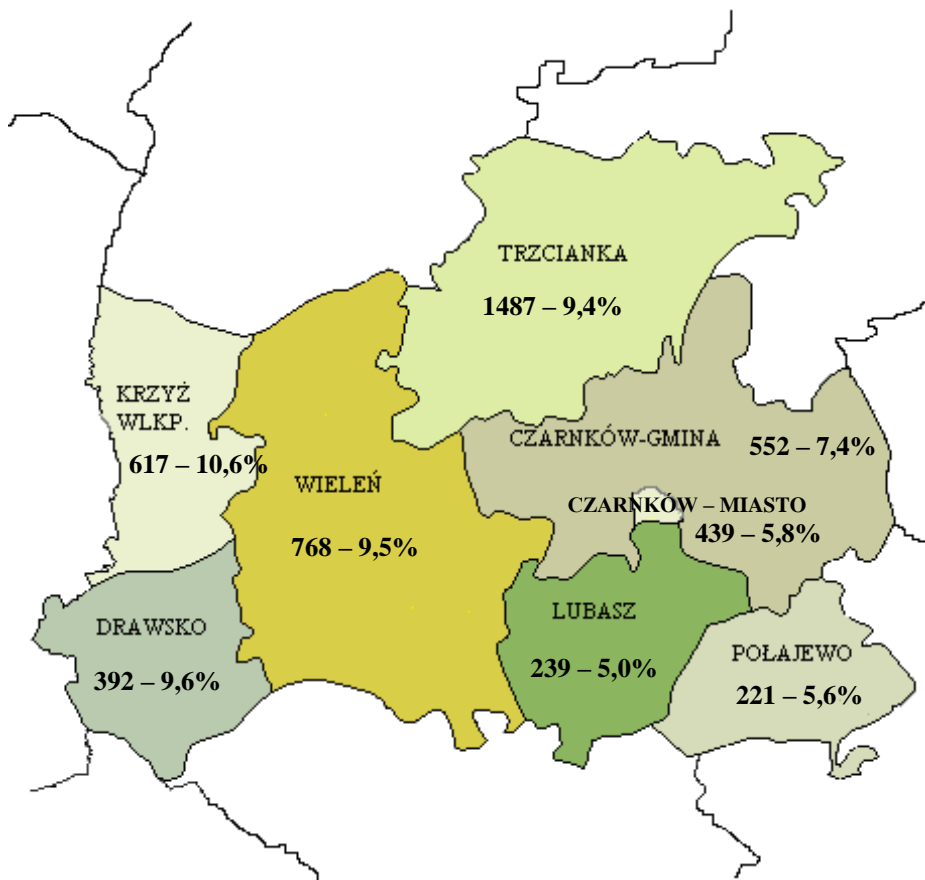 TRZCIANKA
1487 – 9,4%
KRZYŻ
WLKP.
617 – 10,6%
CZARNKÓW-GMINA
552 – 7,4%
WIELEŃ
768 – 9,5%
CZARNKÓW – MIASTO
439 – 5,8%
DRAWSKO
392 – 9,6%
LUBASZ
239 – 5,0%
POŁAJEWO
221 – 5,6%